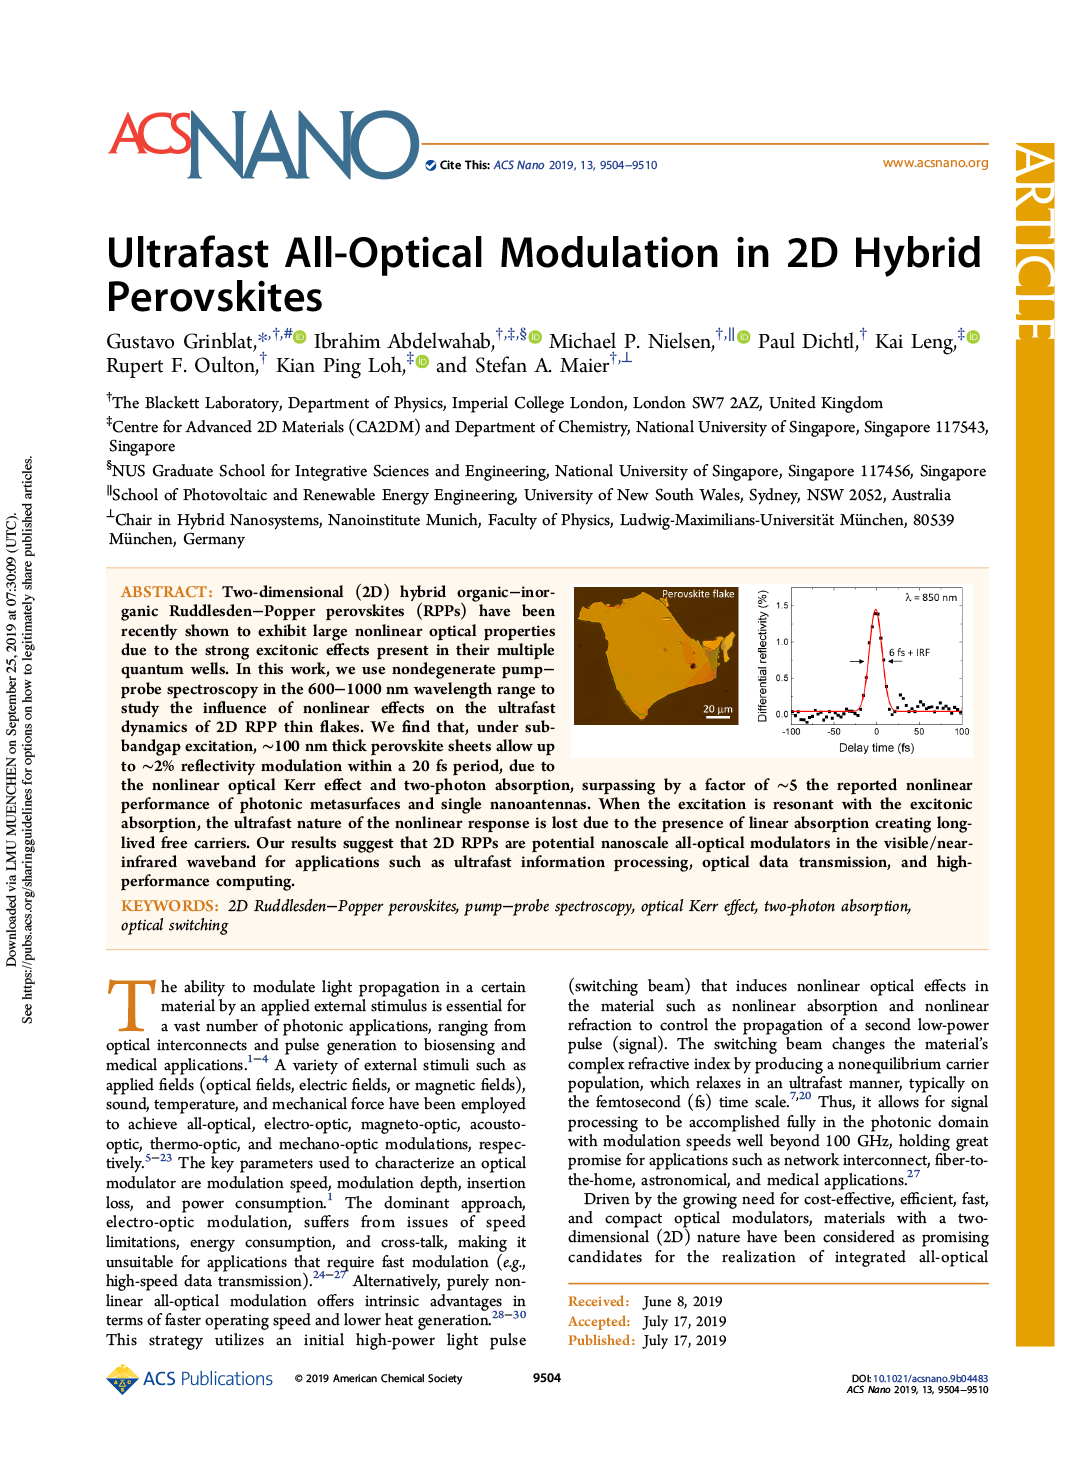 ACSNANO
Cite This: ACS Nano 2019, 13, 9504−9510
www.acsnano.org
ARTICLE
Ultrafast All-Optical Modulation in 2D Hybrid
Perovskites
Gustavo Grinblat,*,†,# Ibrahim Abdelwahab,†,‡,§ Michael P. Nielsen,†,∥ Paul Dichtl,† Kai Leng,‡
Rupert F. Oulton,† Kian Ping Loh,‡ and Stefan A. Maier†,⊥
†The Blackett Laboratory, Department of Physics, Imperial College London, London SW7 2AZ, United Kingdom
‡Centre for Advanced 2D Materials (CA2DM) and Department of Chemistry, National University of Singapore, Singapore 117543,
Singapore
§NUS Graduate School for Integrative Sciences and Engineering, National University of Singapore, Singapore 117456, Singapore
∥School of Photovoltaic and Renewable Energy Engineering, University of New South Wales, Sydney, NSW 2052, Australia
⊥Chair in Hybrid Nanosystems, Nanoinstitute Munich, Faculty of Physics, Ludwig-Maximilians-Universität München, 80539
München, Germany
ABSTRACT: Two-dimensional (2D) hybrid organic−inor-
ganic Ruddlesden−Popper perovskites (RPPs) have been
recently shown to exhibit large nonlinear optical properties
due to the strong excitonic effects present in their multiple
quantum wells. In this work, we use nondegenerate pump−
probe spectroscopy in the 600−1000 nm wavelength range to
study the influence of nonlinear effects on the ultrafast
dynamics of 2D RPP thin flakes. We find that, under sub-
bandgap excitation, ∼100 nm thick perovskite sheets allow up
to ∼2% reflectivity modulation within a 20 fs period, due to
the nonlinear optical Kerr effect and two-photon absorption, surpassing by a factor of ∼5 the reported nonlinear
performance of photonic metasurfaces and single nanoantennas. When the excitation is resonant with the excitonic
absorption, the ultrafast nature of the nonlinear response is lost due to the presence of linear absorption creating long-
lived free carriers. Our results suggest that 2D RPPs are potential nanoscale all-optical modulators in the visible/near-
infrared waveband for applications such as ultrafast information processing, optical data transmission, and high-
performance computing.
Perovskite flake
20 μm
Differential reflectivity (%)
1.5
1.0
0.5
0.0
λ = 850 nm
6 fs + IRF
-100 -50 0 50 100
Delay time (fs)
KEYWORDS: 2D Ruddlesden−Popper perovskites, pump−probe spectroscopy, optical Kerr effect, two-photon absorption,
optical switching
The ability to modulate light propagation in a certain
material by an applied external stimulus is essential for
a vast number of photonic applications, ranging from
optical interconnects and pulse generation to biosensing and
medical applications.1−4 A variety of external stimuli such as
applied fields (optical fields, electric fields, or magnetic fields),
sound, temperature, and mechanical force have been employed
to achieve all-optical, electro-optic, magneto-optic, acousto-
optic, thermo-optic, and mechano-optic modulations, respec-
tively.5−23 The key parameters used to characterize an optical
modulator are modulation speed, modulation depth, insertion
loss, and power consumption.1 The dominant approach,
electro-optic modulation, suffers from issues of speed
limitations, energy consumption, and cross-talk, making it
unsuitable for applications that require fast modulation (e.g.,
high-speed data transmission).24−27 Alternatively, purely non-
linear all-optical modulation offers intrinsic advantages in
terms of faster operating speed and lower heat generation.28−30
This strategy utilizes an initial high-power light pulse
(switching beam) that induces nonlinear optical effects in
the material such as nonlinear absorption and nonlinear
refraction to control the propagation of a second low-power
pulse (signal). The switching beam changes the material's
complex refractive index by producing a nonequilibrium carrier
population, which relaxes in an ultrafast manner, typically on
the femtosecond (fs) time scale.7,20 Thus, it allows for signal
processing to be accomplished fully in the photonic domain
with modulation speeds well beyond 100 GHz, holding great
promise for applications such as network interconnect, fiber-to-
the-home, astronomical, and medical applications.27
Driven by the growing need for cost-effective, efficient, fast,
and compact optical modulators, materials with a two-
dimensional (2D) nature have been considered as promising
candidates for the realization of integrated all-optical
Received: June 8, 2019
Accepted: July 17, 2019
Published: July 17, 2019
ACS Publications
© 2019 American Chemical Society
9504
DOI: 10.1021/acsnano.9b04483
ACS Nano 2019, 13, 9504−9510
Downloaded via LMU MUENCHEN on September 25, 2019 at 07:30:09 (UTC).
See https://pubs.acs.org/sharingguidelines for options on how to legitimately share published articles.